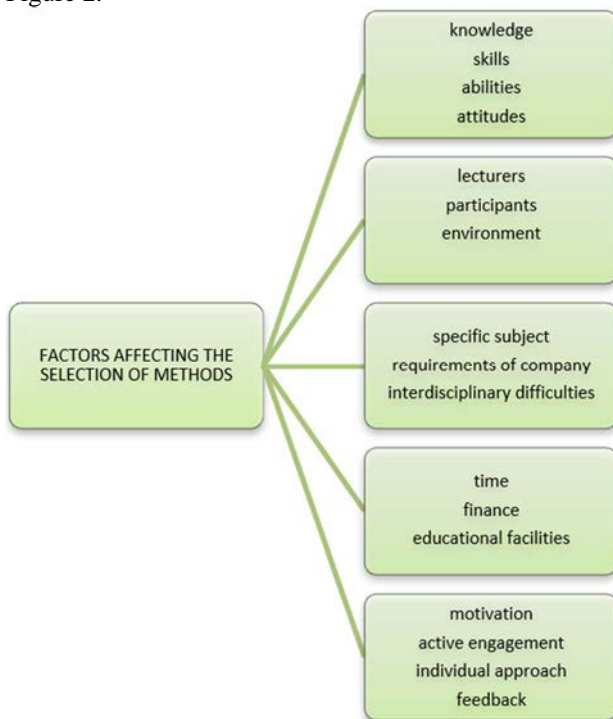 Figure 2.
knowledge
skills
abilities
attitudes
lecturers
participants
environment
FACTORS AFFECTING THE
SELECTION OF METHODS
specific subject
requirements of company
interdisciplinary difficulties
time
finance
educational facilities
motivation
active engagement
individual approach
feedback